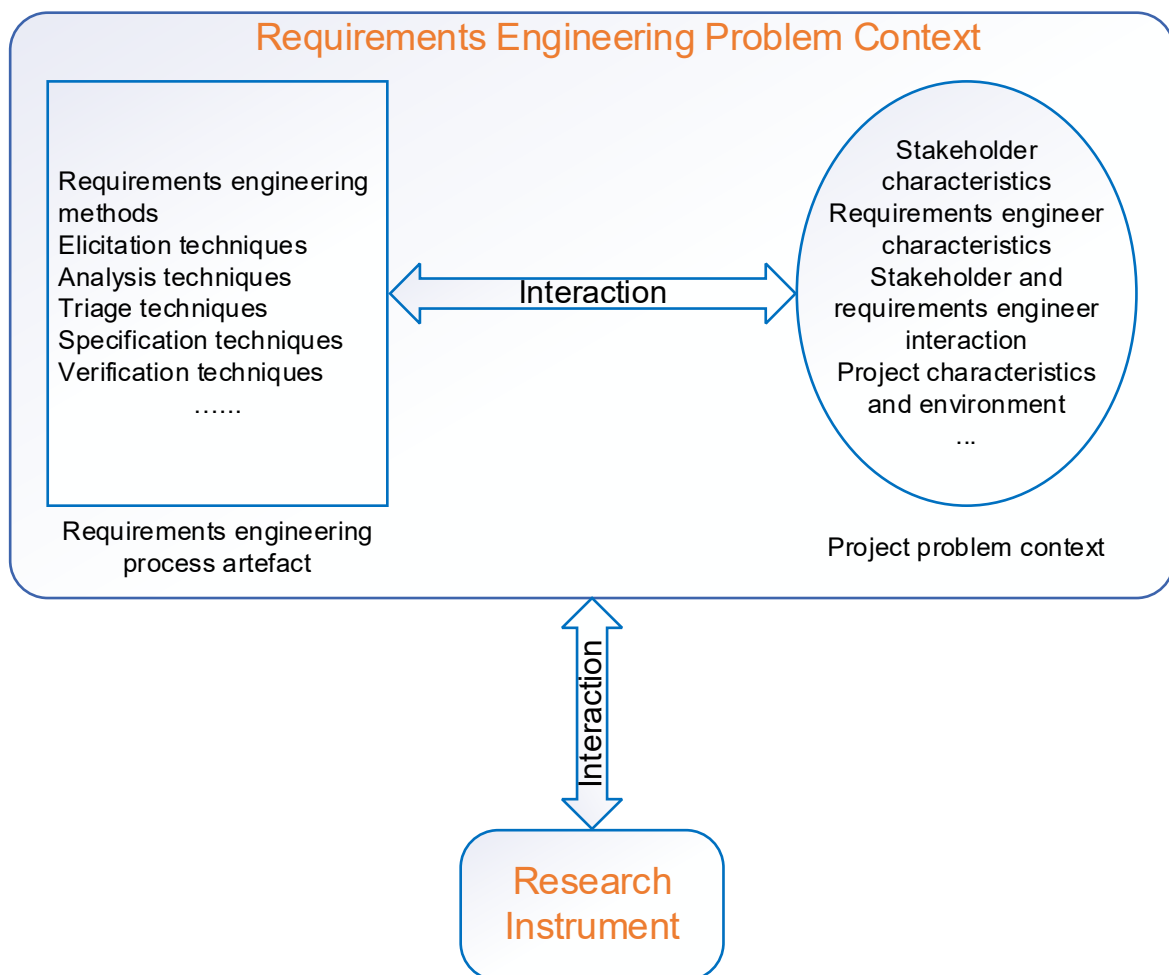 Requirements Engineering Problem Context
Requirements engineering
methods
Elicitation techniques
Analysis techniques
Triage techniques
Specification techniques
Verification techniques
……
Requirements engineering
process artefact
Interaction
Stakeholder
characteristics
Requirements engineer
characteristics
Stakeholder and
requirements engineer
interaction
Project characteristics
and environment
...
Project problem context
Interaction
Research
Instrument